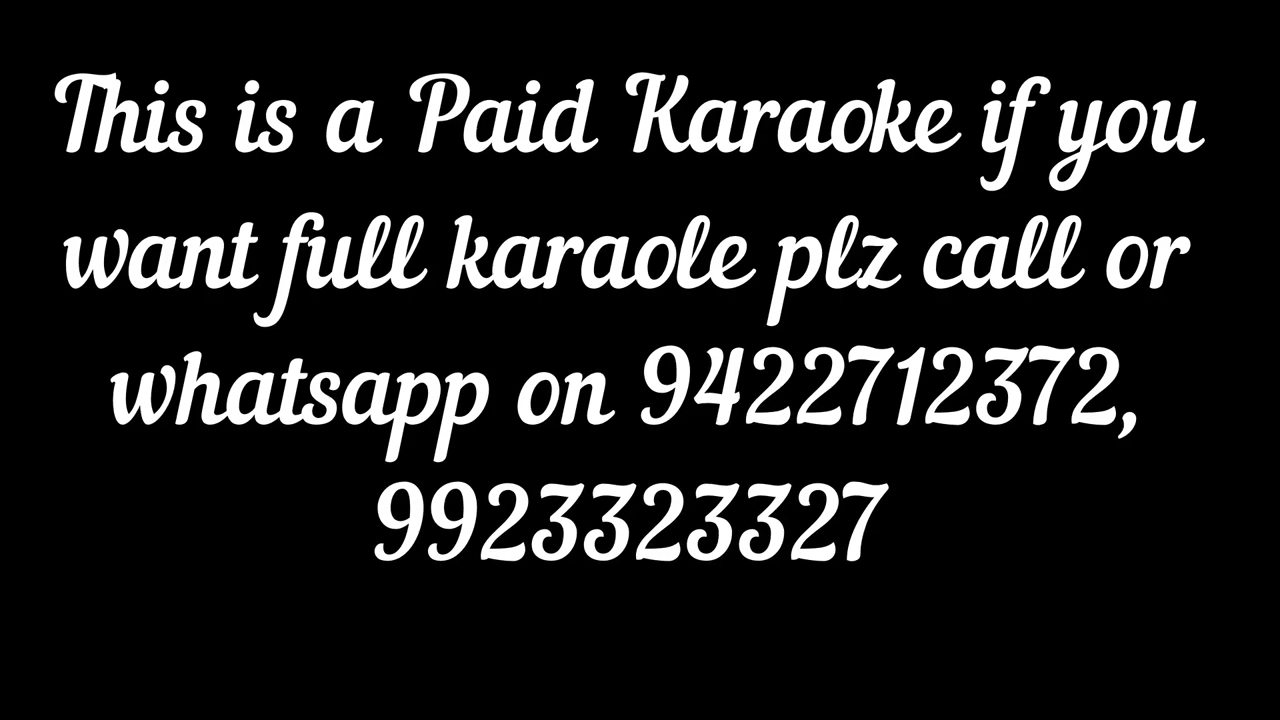 This is a Paid Karaoke if you
want full karaole plz call or
whatsapp on 9422712372,
9923323327